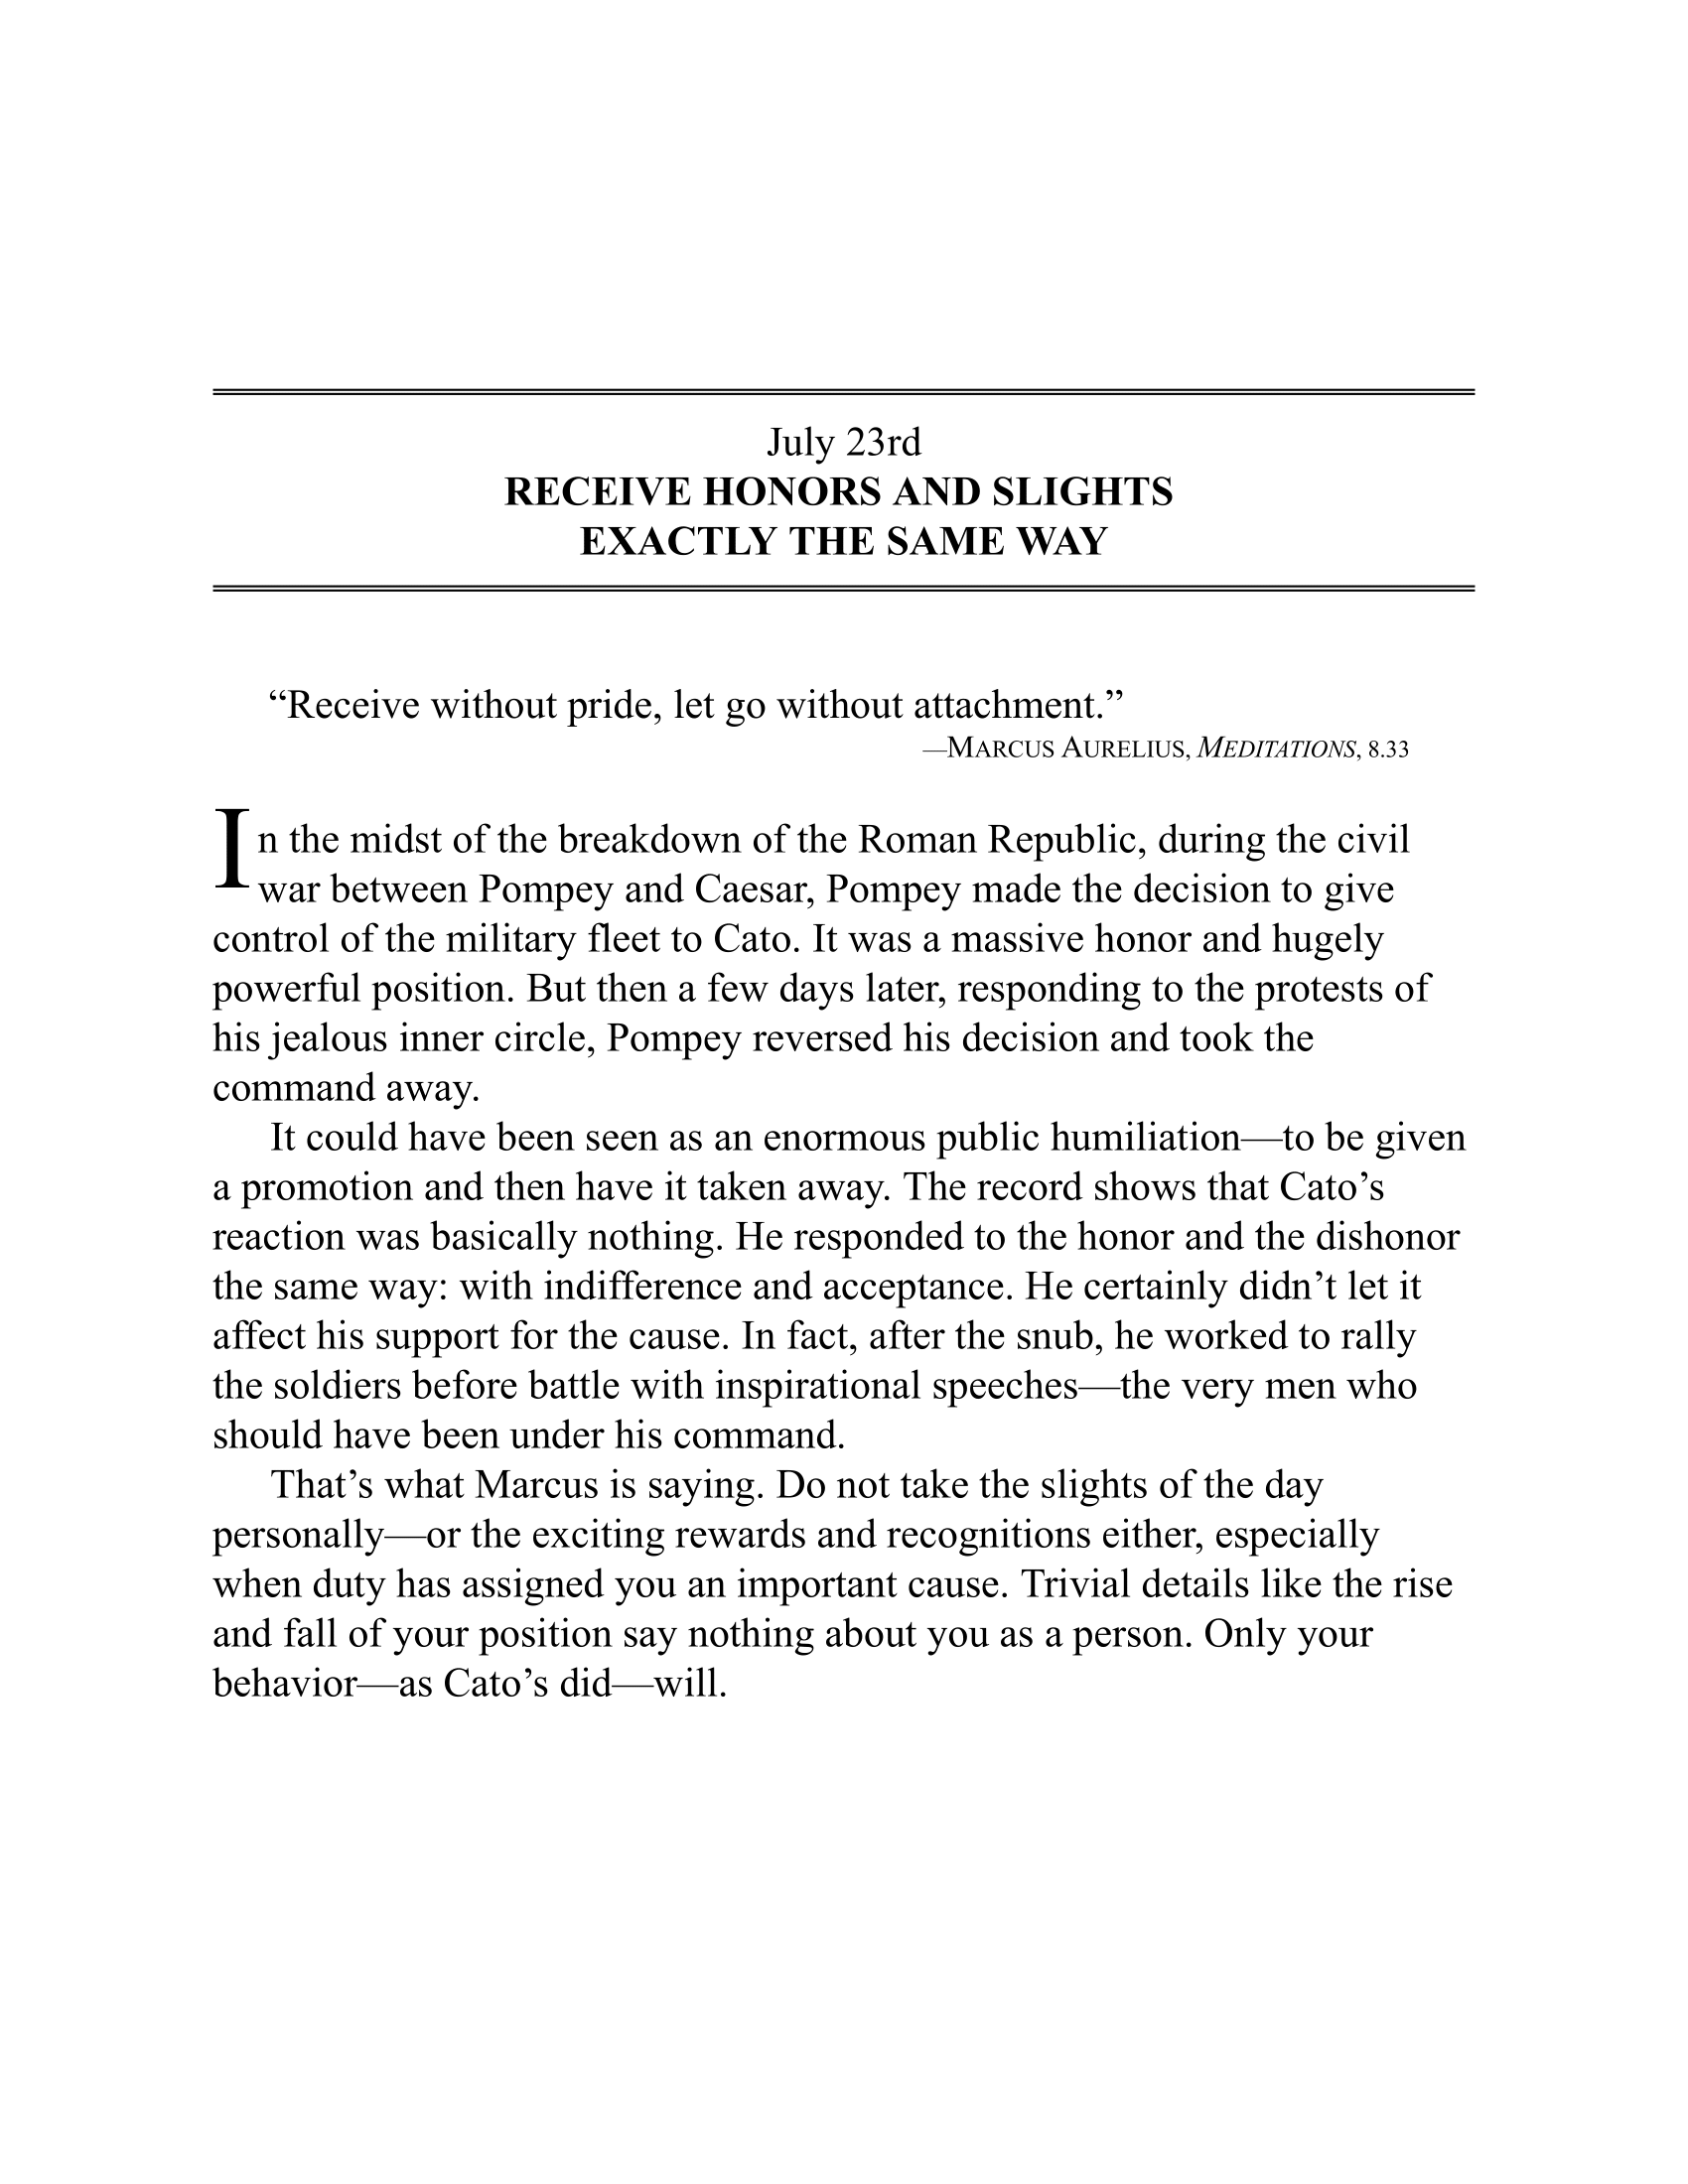 July 23rd
RECEIVE HONORS AND SLIGHTS
EXACTLY THE SAME WAY
“Receive without pride, let go without attachment.”
—MARCUS AURELIUS, MEDITATIONS, 8.33
In the midst of the breakdown of the Roman Republic, during the civil
war between Pompey and Caesar, Pompey made the decision to give
control of the military fleet to Cato. It was a massive honor and hugely
powerful position. But then a few days later, responding to the protests of
his jealous inner circle, Pompey reversed his decision and took the
command away.
It could have been seen as an enormous public humiliation—to be given
a promotion and then have it taken away. The record shows that Cato’s
reaction was basically nothing. He responded to the honor and the dishonor
the same way: with indifference and acceptance. He certainly didn’t let it
affect his support for the cause. In fact, after the snub, he worked to rally
the soldiers before battle with inspirational speeches—the very men who
should have been under his command.
That’s what Marcus is saying. Do not take the slights of the day
personally—or the exciting rewards and recognitions either, especially
when duty has assigned you an important cause. Trivial details like the rise
and fall of your position say nothing about you as a person. Only your
behavior—as Cato’s did—will.